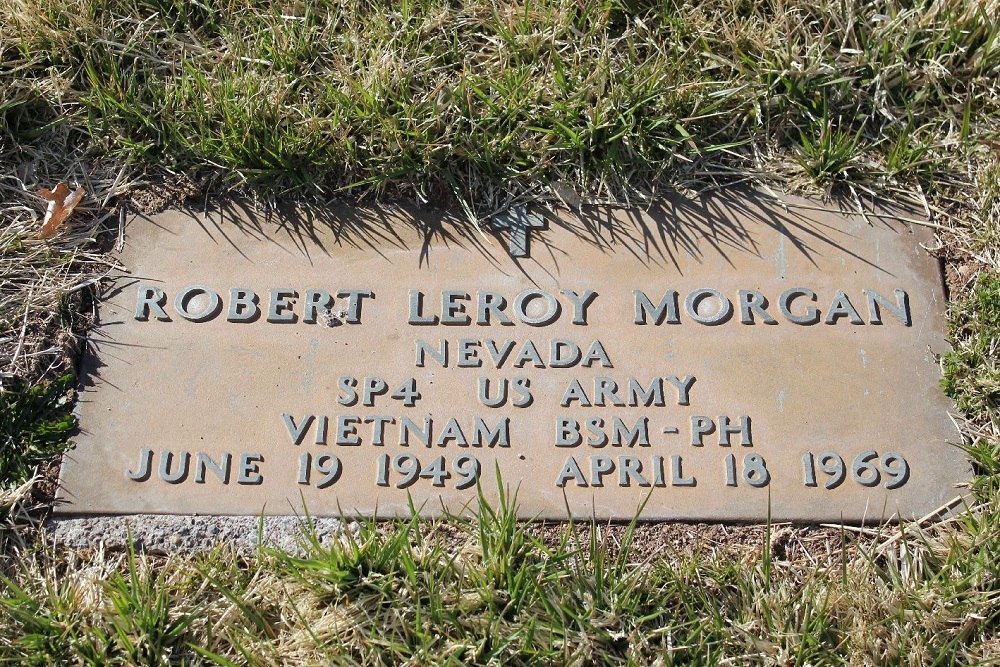 ROBERT LEROY MORGAN
NEVADA
SP4 US ARMY
VIETNAM BSM-PH
JUNE 19 1949 APRIL 18 1969